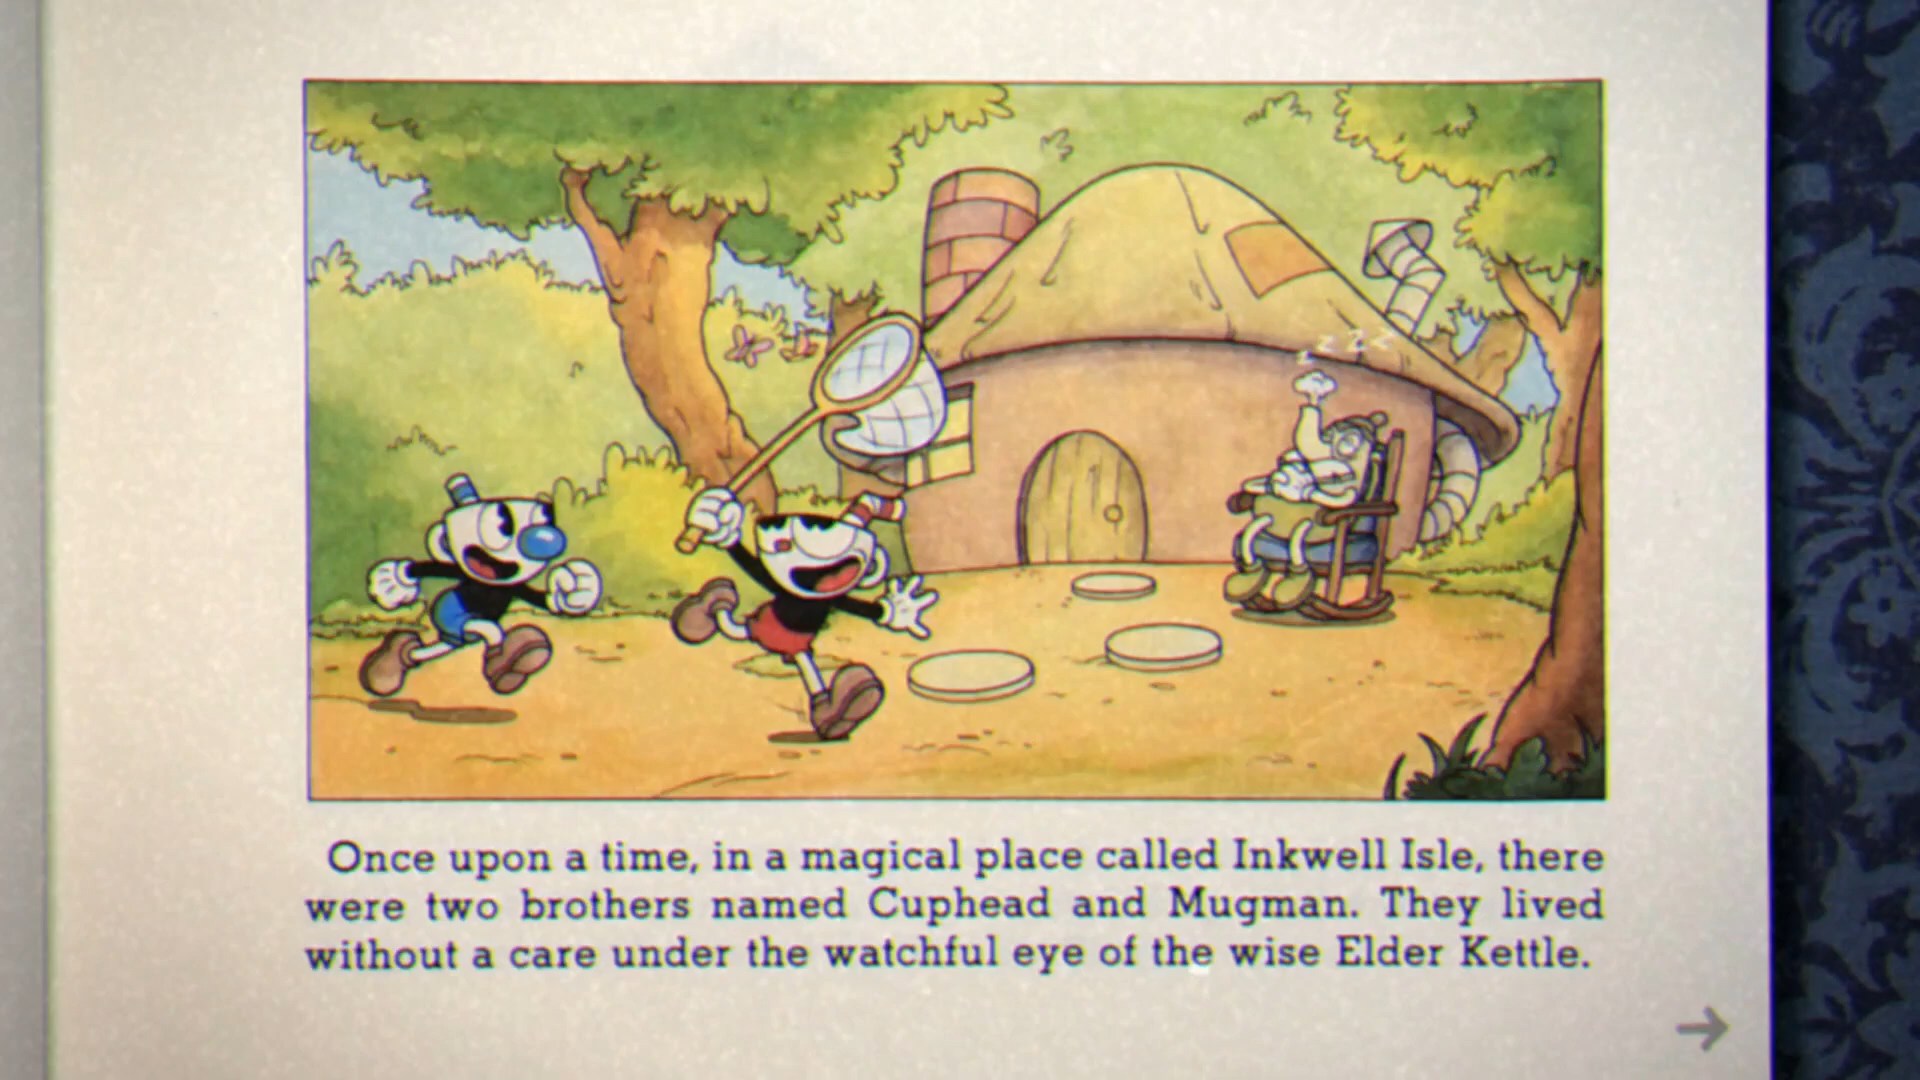 z z z z
Once upon a time, in a magical place called Inkwell Isle, there
were two brothers named Cuphead and Mugman. They lived
without a care under the watchful eye of the wise Elder Kettle.